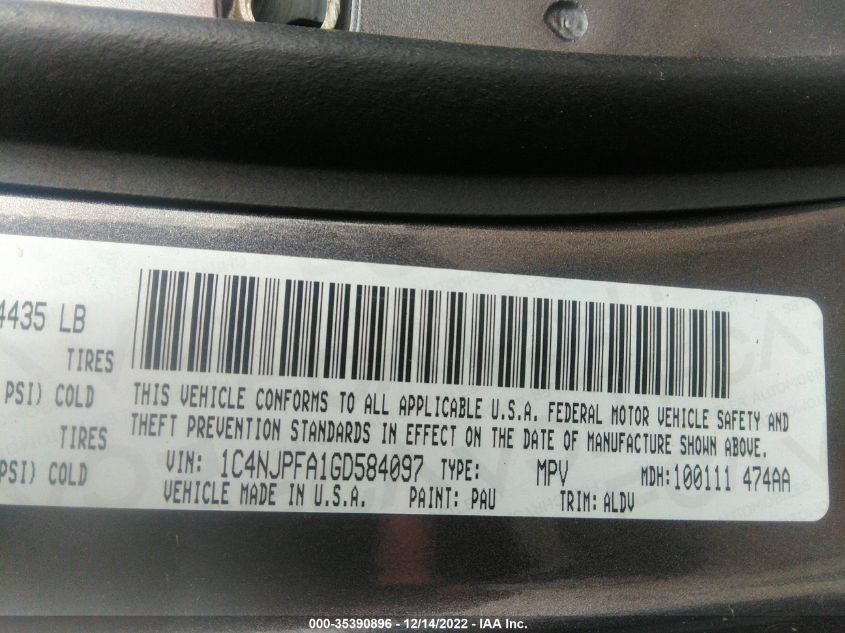 4435 LB
TIRES
PSI) COLD
TIRES
PSI) COLD
THIS VEHICLE CONFORMS TO ALL APPLICABLE U.S.A. FEDERAL MOTOR VEHICLE SAFETY AND
THEFT PREVENTION STANDARDS IN EFFECT ON THE DATE OF MANUFACTURE SHOWN ABOVE.
VIN: 1C4NJPFA1GD584097 TYPE: MPV MDH:100111 474AA
VEHICLE MADE IN U.S.A. PAINT: PAU TRIM: ALDV
000-35390896 - 12/14/2022 - IAA Inc.